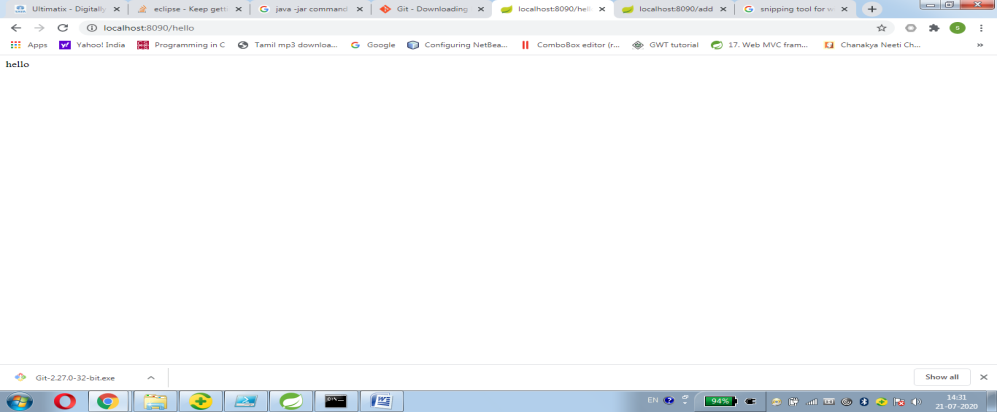 Ultimatix - Digitally
eclipse - Keep gett
java -jar command
Git - Downloading
localhost:8090/hell
localhost:8090/add
snipping tool for w
localhost:8090/hello
Apps
Yahoo! India
Programming in C
Tamil mp3 downloa...
Google
Configuring NetBea...
ComboBox editor (r...
GWT tutorial
17. Web MVC fram...
Chanakya Neeti Ch...
hello
Git-2.27.0-32-bit.exe
Show all
EN
94%
14:31
21-07-2020